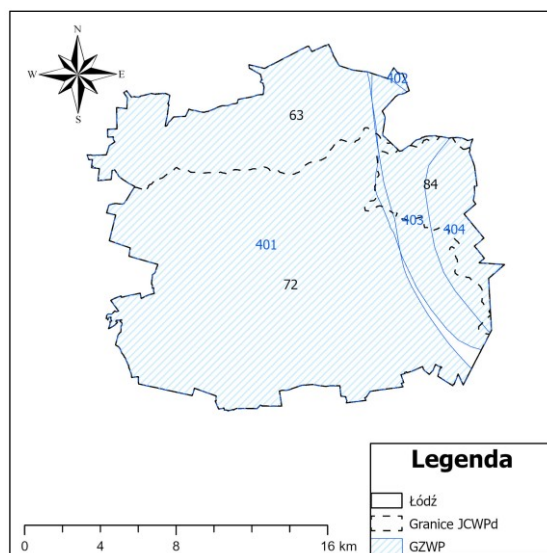 N
W E
S
402
63
84
403
404
401
72
Legenda
Łódź
Granice JCWPd
GZWP
0 4 8 16 km